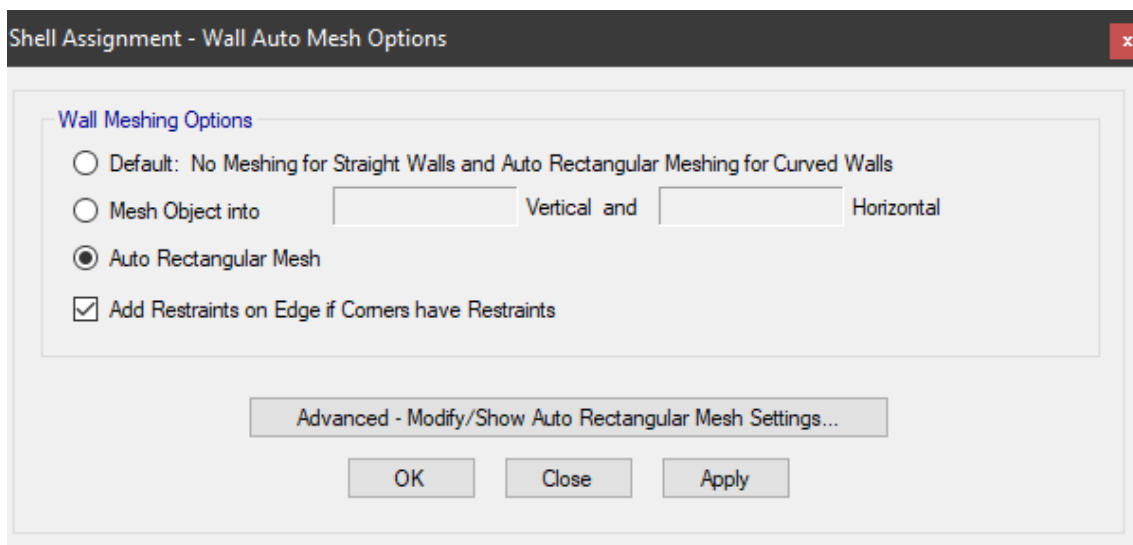 Shell Assignment - Wall Auto Mesh Options
x
Wall Meshing Options
Default: No Meshing for Straight Walls and Auto Rectangular Meshing for Curved Walls
Mesh Object into Vertical and Horizontal
Auto Rectangular Mesh
Add Restraints on Edge if Corners have Restraints
Advanced - Modify/Show Auto Rectangular Mesh Settings...
OK Close Apply